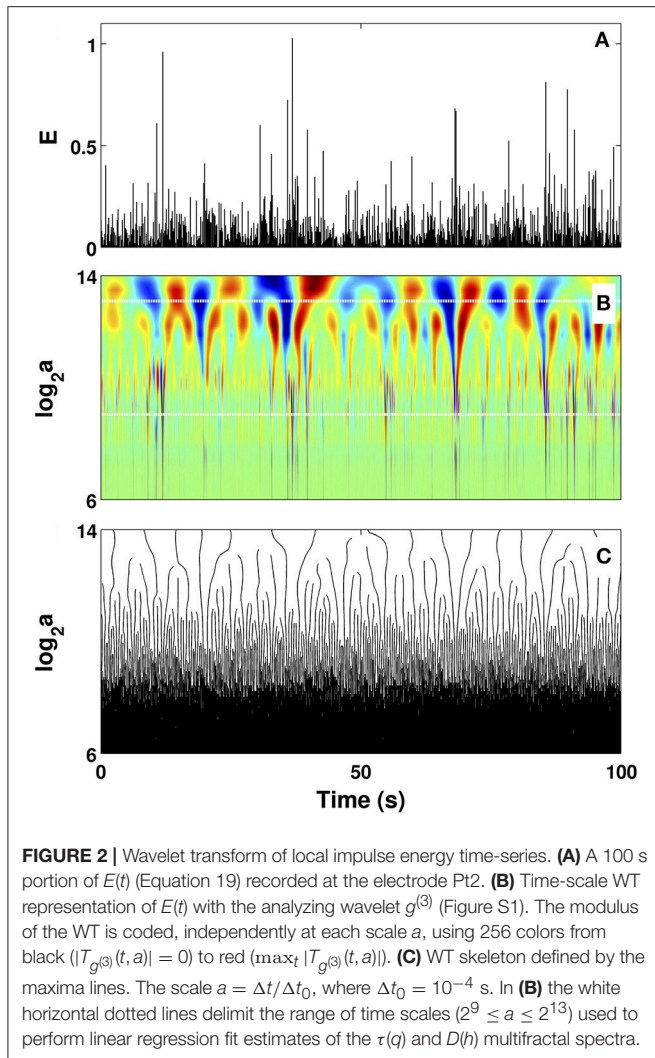 1
A
0.5
E
0
14
B
log₂a
6
14
C
log₂a
6
0 50 100
Time (s)
FIGURE 2 | Wavelet transform of local impulse energy time-series. (A) A 100 s
portion of E(t) (Equation 19) recorded at the electrode Pt2. (B) Time-scale WT
representation of E(t) with the analyzing wavelet g⁽³⁾ (Figure S1). The modulus
of the WT is coded, independently at each scale a, using 256 colors from
black (|T_g⁽³⁾(t, a)| = 0) to red (max_t |T_g⁽³⁾(t, a)|). (C) WT skeleton defined by the
maxima lines. The scale a = Δt/Δt₀, where Δt₀ = 10⁻⁴ s. In (B) the white
horizontal dotted lines delimit the range of time scales (2⁹ ≤ a ≤ 2¹³) used to
perform linear regression fit estimates of the τ(q) and D(h) multifractal spectra.